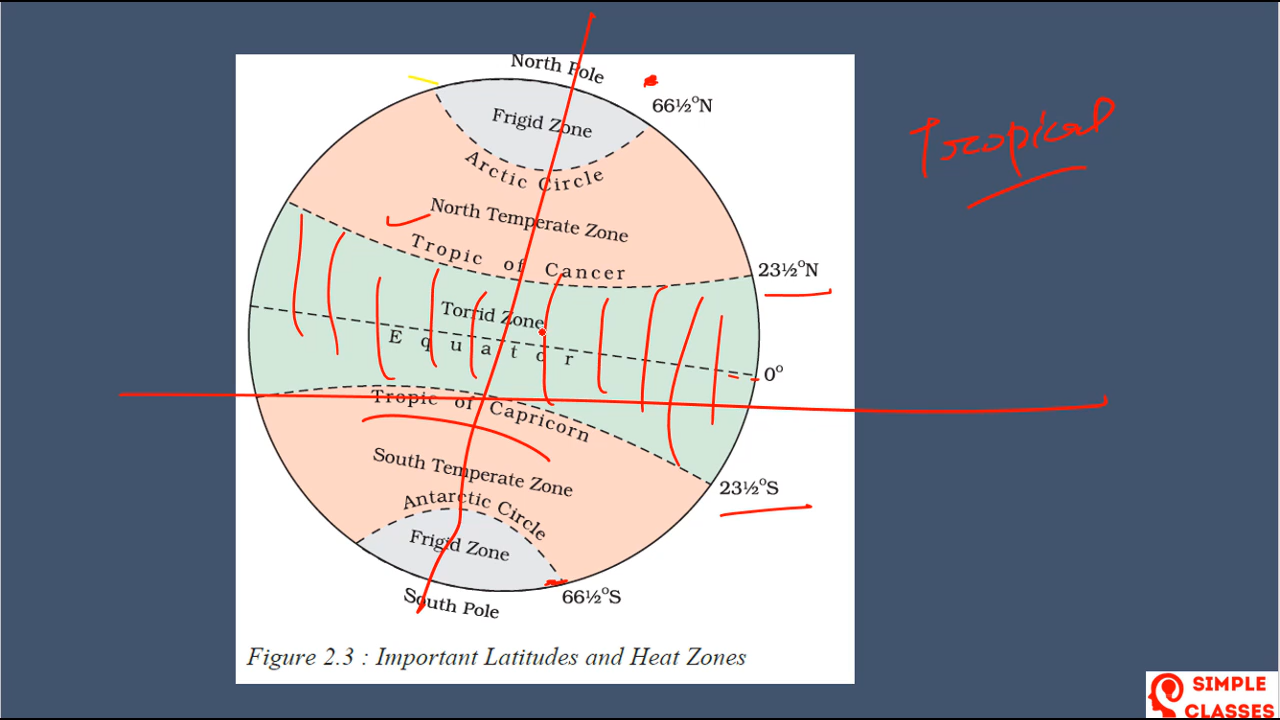 North Pole
66½°N
Tropical
Frigid Zone
Arctic Circle
North Temperate Zone
Tropic of Cancer
23½°N
Torrid Zone
Equator
0°
Tropic of Capricorn
South Temperate Zone
23½°S
Antarctic Circle
Frigid Zone
South Pole
66½°S
Figure 2.3 : Important Latitudes and Heat Zones
SIMPLE
CLASSES